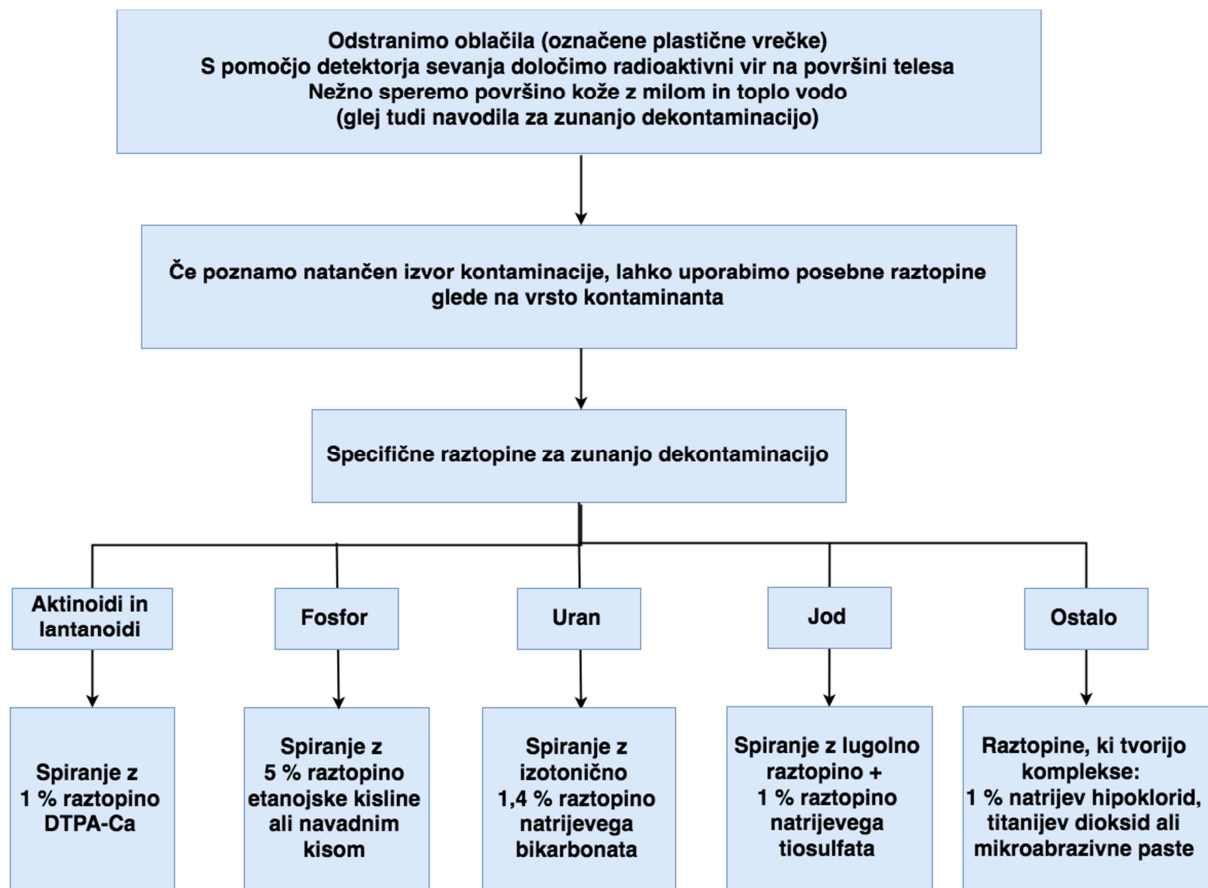 Odstranimo oblačila (označene plastične vrečke)
S pomočjo detektorja sevanja določimo radioaktivni vir na površini telesa
Nežno speremo površino kože z milom in toplo vodo
(glej tudi navodila za zunanjo dekontaminacijo)
Če poznamo natančen izvor kontaminacije, lahko uporabimo posebne raztopine
glede na vrsto kontaminanta
Specifične raztopine za zunanjo dekontaminacijo
Aktinoidi in
lantanoidi
Fosfor
Uran
Jod
Ostalo
Spiranje z
1 % raztopino
DTPA-Ca
Spiranje z
5 % raztopino
etanojske kisline
ali navadnim
kisom
Spiranje z
izotonično
1,4 % raztopino
natrijevega
bikarbonata
Spiranje z lugolno
raztopino +
1 % raztopino
natrijevega
tiosulfata
Raztopine, ki tvorijo
komplekse:
1 % natrijev hipoklorid,
titanijev dioksid ali
mikroabrazivne paste